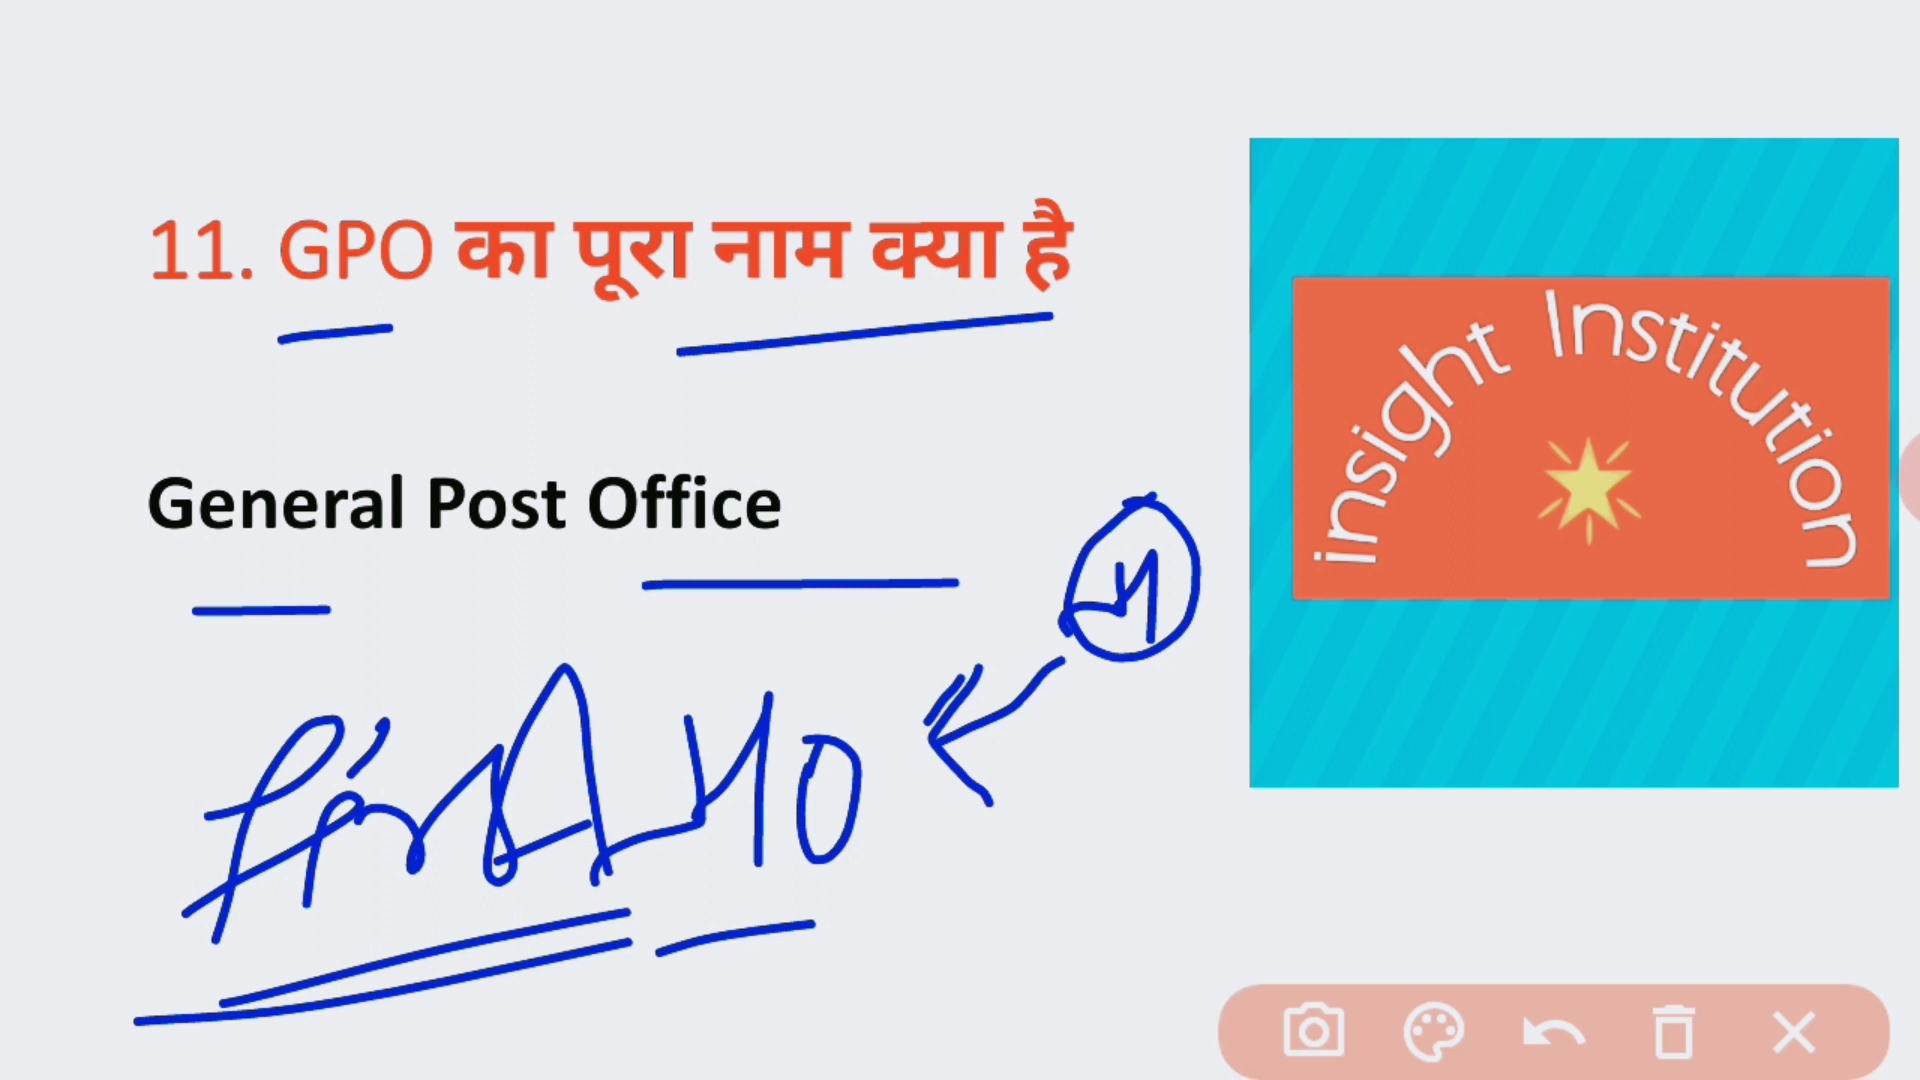 11. GPO का पूरा नाम क्या है
General Post Office
insight Institution